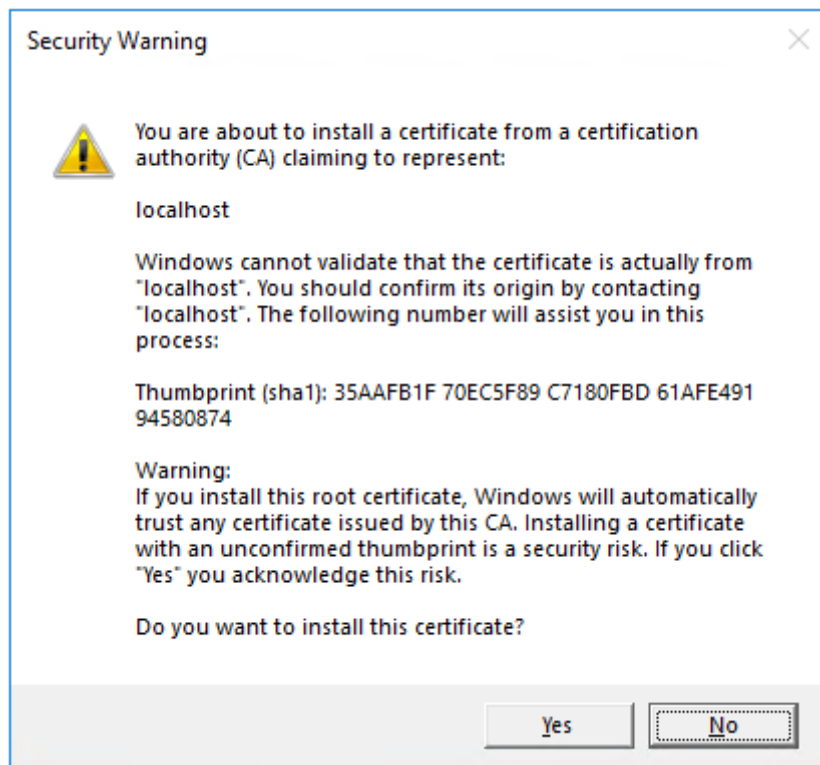 Security Warning
You are about to install a certificate from a certification
authority (CA) claiming to represent:
localhost
Windows cannot validate that the certificate is actually from
"localhost". You should confirm its origin by contacting
"localhost". The following number will assist you in this
process:
Thumbprint (sha1): 35AAFB1F 70EC5F89 C7180FBD 61AFE491
94580874
Warning:
If you install this root certificate, Windows will automatically
trust any certificate issued by this CA. Installing a certificate
with an unconfirmed thumbprint is a security risk. If you click
"Yes" you acknowledge this risk.
Do you want to install this certificate?
Yes
No